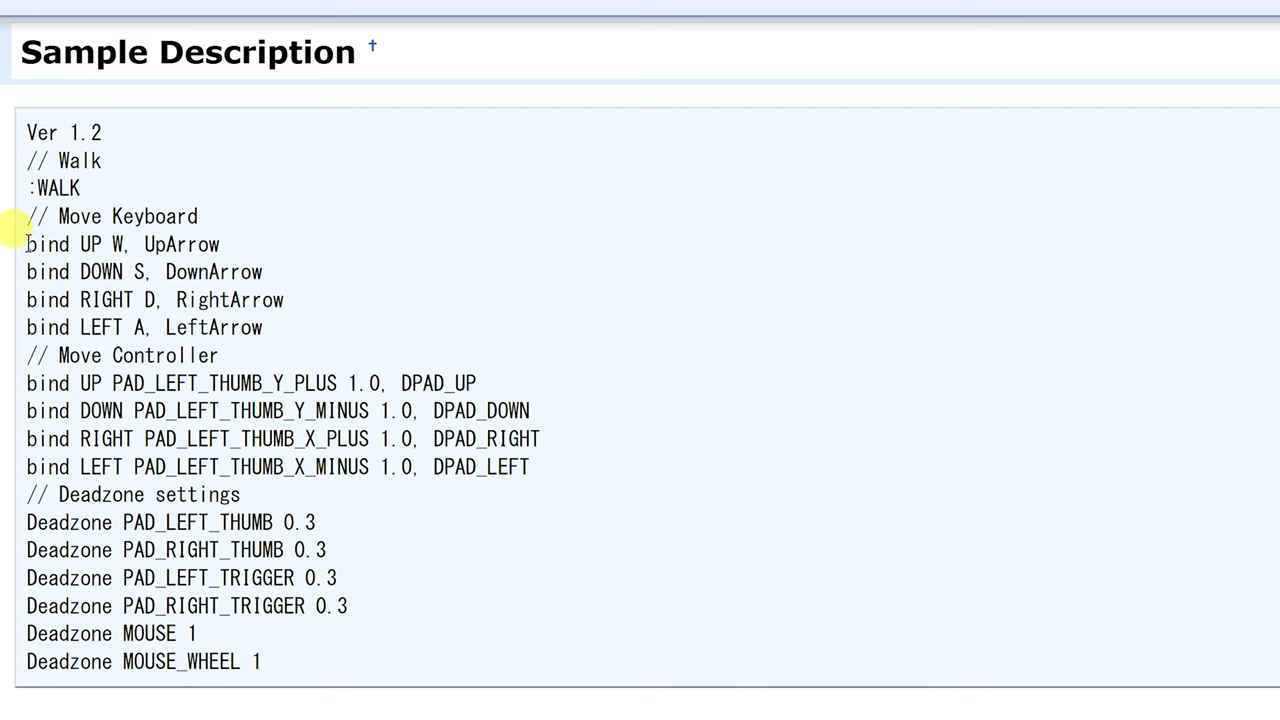 Sample Description †
Ver 1.2
// Walk
:WALK
// Move Keyboard
bind UP W, UpArrow
bind DOWN S, DownArrow
bind RIGHT D, RightArrow
bind LEFT A, LeftArrow
// Move Controller
bind UP PAD_LEFT_THUMB_Y_PLUS 1.0, DPAD_UP
bind DOWN PAD_LEFT_THUMB_Y_MINUS 1.0, DPAD_DOWN
bind RIGHT PAD_LEFT_THUMB_X_PLUS 1.0, DPAD_RIGHT
bind LEFT PAD_LEFT_THUMB_X_MINUS 1.0, DPAD_LEFT
// Deadzone settings
Deadzone PAD_LEFT_THUMB 0.3
Deadzone PAD_RIGHT_THUMB 0.3
Deadzone PAD_LEFT_TRIGGER 0.3
Deadzone PAD_RIGHT_TRIGGER 0.3
Deadzone MOUSE 1
Deadzone MOUSE_WHEEL 1